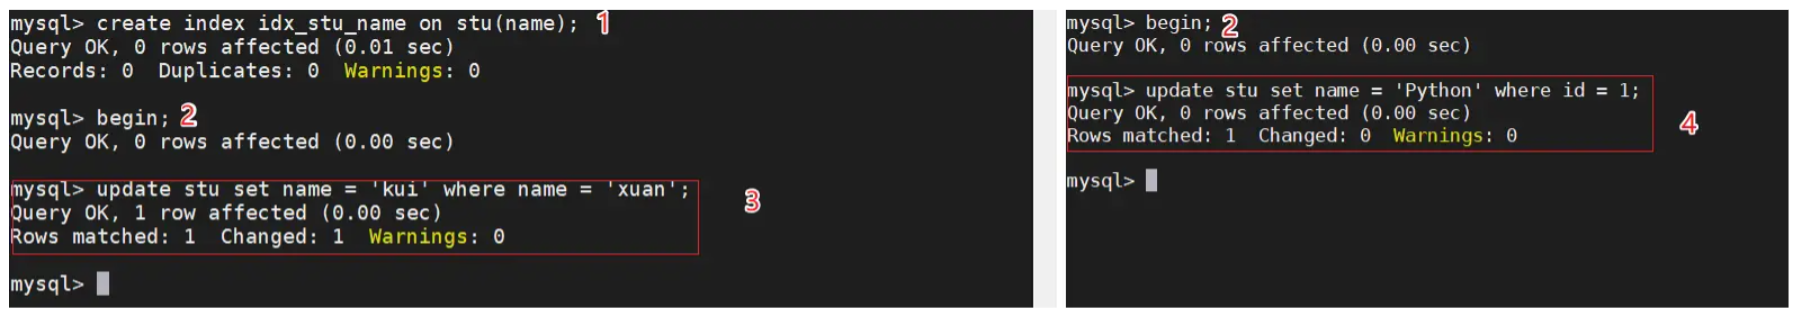 mysql> create index idx_stu_name on stu(name); 1
Query OK, 0 rows affected (0.01 sec)
Records: 0  Duplicates: 0  Warnings: 0
mysql> begin; 2
Query OK, 0 rows affected (0.00 sec)
mysql> update stu set name = 'kui' where name = 'xuan';
Query OK, 1 row affected (0.00 sec)
Rows matched: 1  Changed: 1  Warnings: 0
3
mysql>
mysql> begin; 2
Query OK, 0 rows affected (0.00 sec)
mysql> update stu set name = 'Python' where id = 1;
Query OK, 0 rows affected (0.00 sec)
Rows matched: 1  Changed: 0  Warnings: 0
4
mysql>